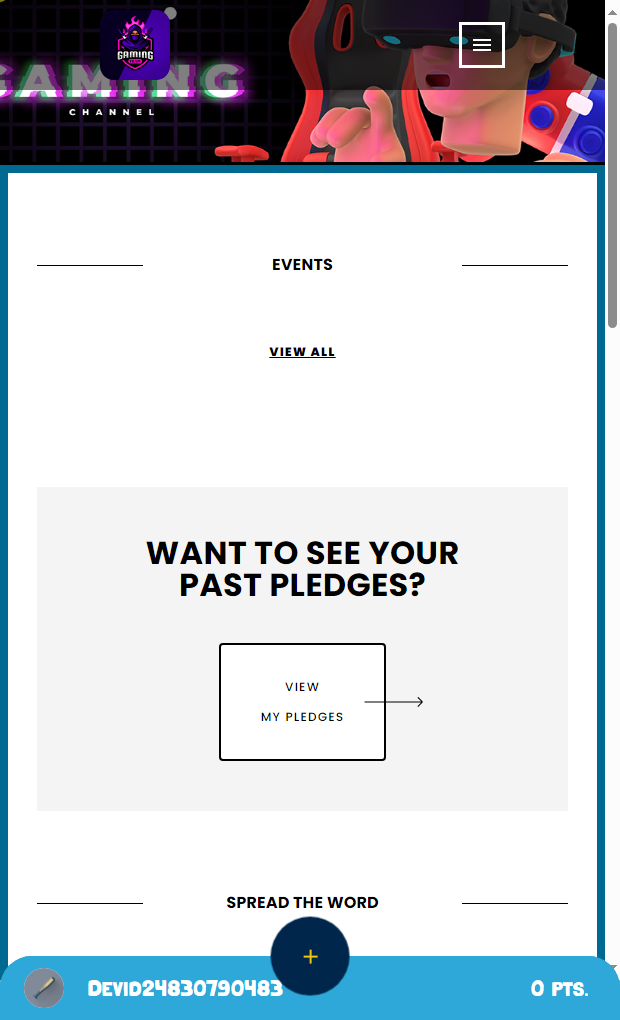 GAMING
GAMING
CHANNEL
EVENTS
VIEW ALL
WANT TO SEE YOUR
PAST PLEDGES?
VIEW
MY PLEDGES
SPREAD THE WORD
+
Devid24830790483
0 PTS.